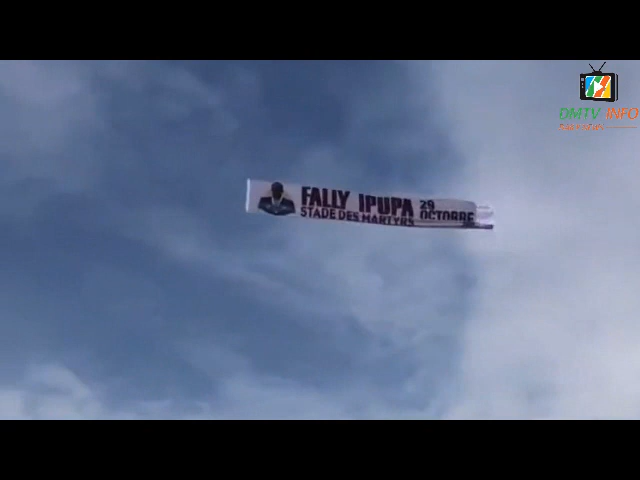 DMTV INFO
FALLY IPUPA
STADE DES MARTYRS
29
OCTOBRE